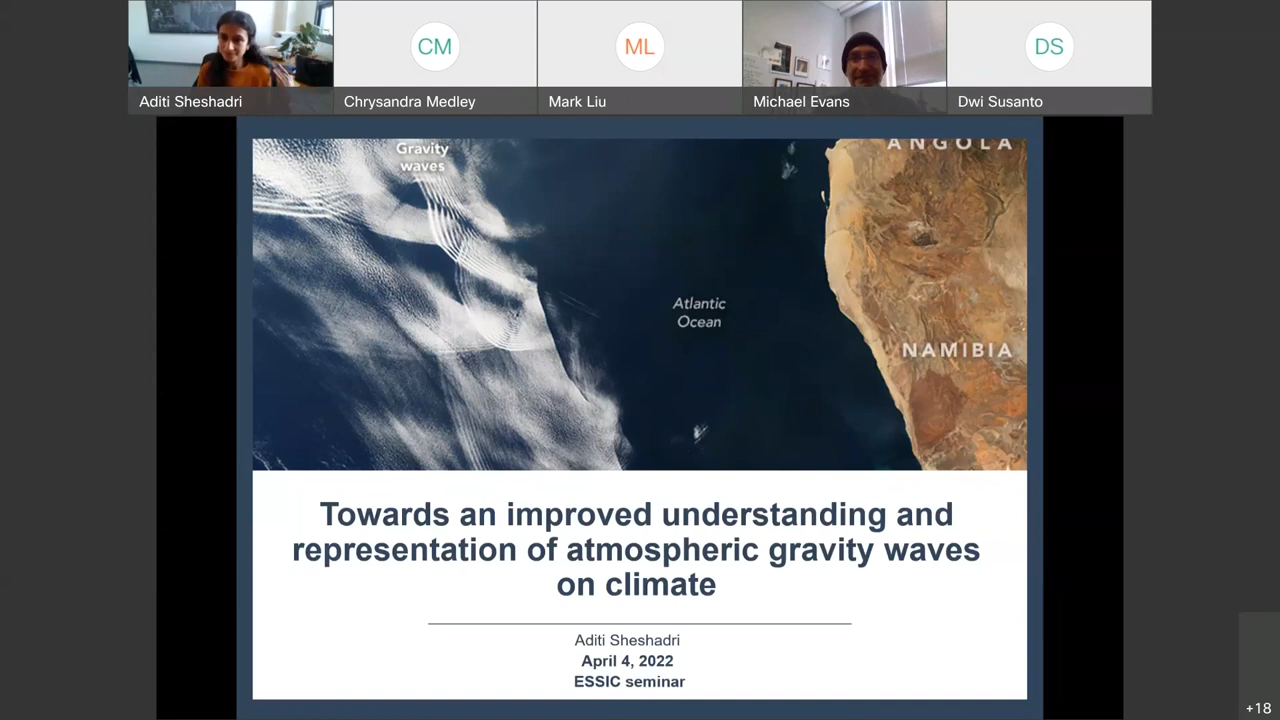 CM
ML
DS
Aditi Sheshadri
Chrysandra Medley
Mark Liu
Michael Evans
Dwi Susanto
Gravity
waves
ANGOLA
Atlantic
Ocean
NAMIBIA
Towards an improved understanding and
representation of atmospheric gravity waves
on climate
Aditi Sheshadri
April 4, 2022
ESSIC seminar
+18